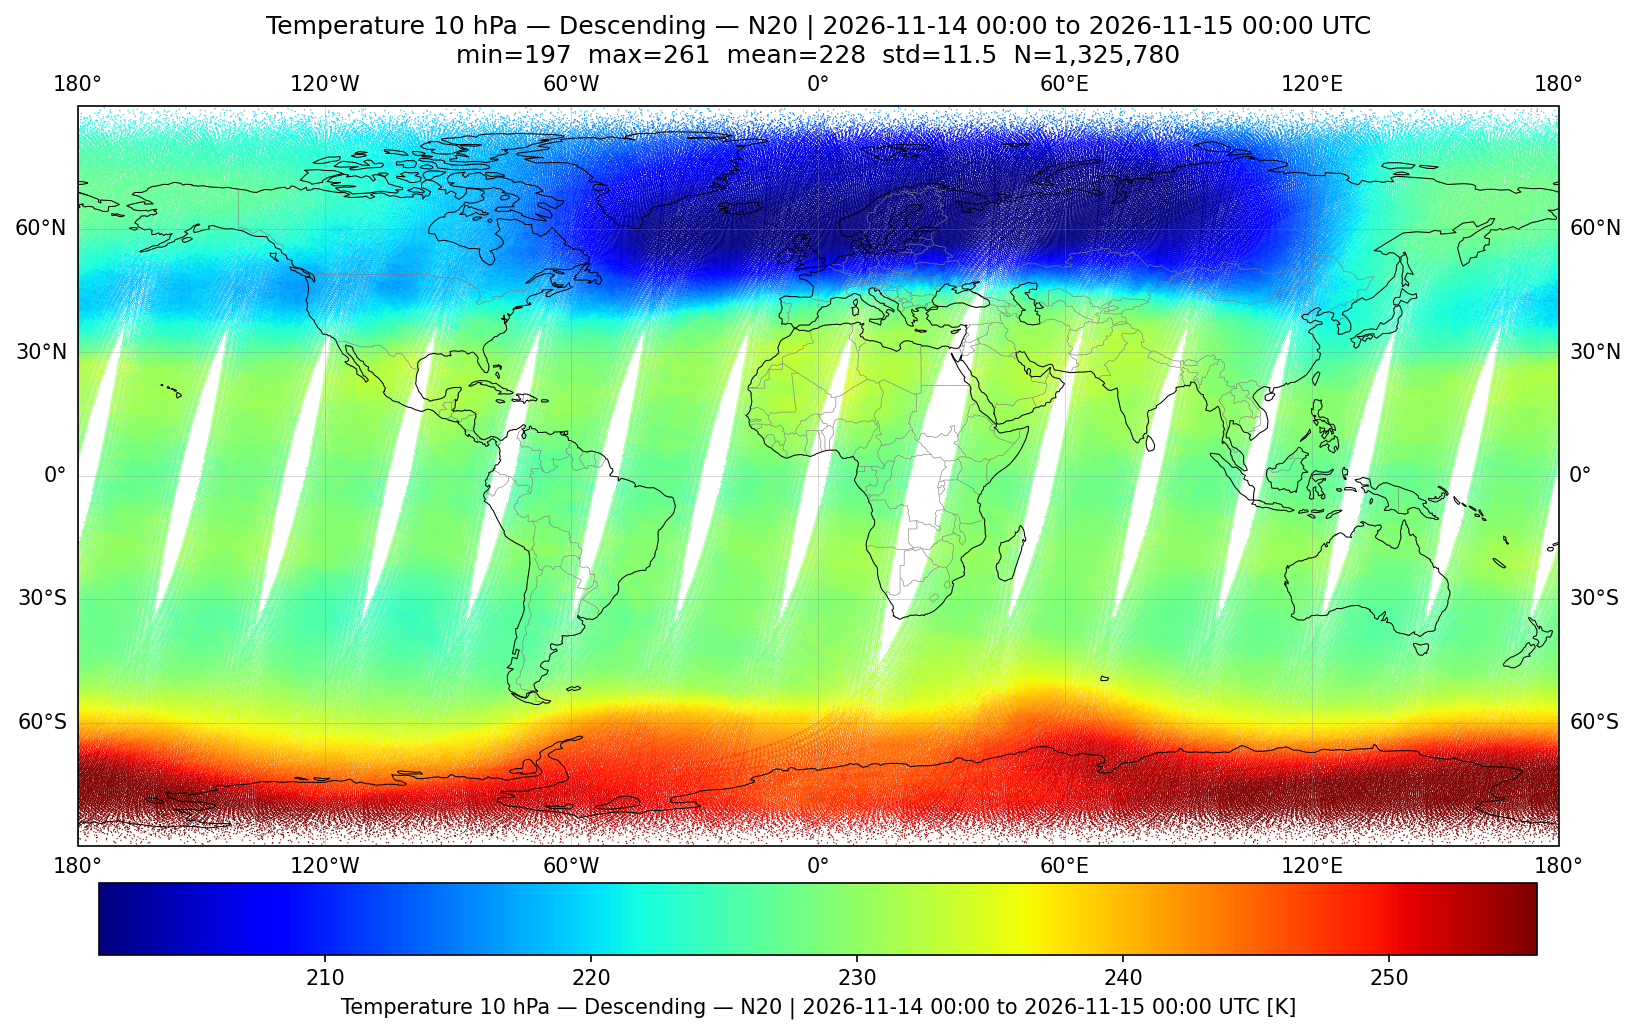 Temperature 10 hPa — Descending — N20 | 2026-11-14 00:00 to 2026-11-15 00:00 UTC
min=197  max=261  mean=228  std=11.5  N=1,325,780
180° 120°W 60°W 0° 60°E 120°E 180°
60°N 60°N
30°N 30°N
0° 0°
30°S 30°S
60°S 60°S
180° 120°W 60°W 0° 60°E 120°E 180°
210 220 230 240 250
Temperature 10 hPa — Descending — N20 | 2026-11-14 00:00 to 2026-11-15 00:00 UTC [K]